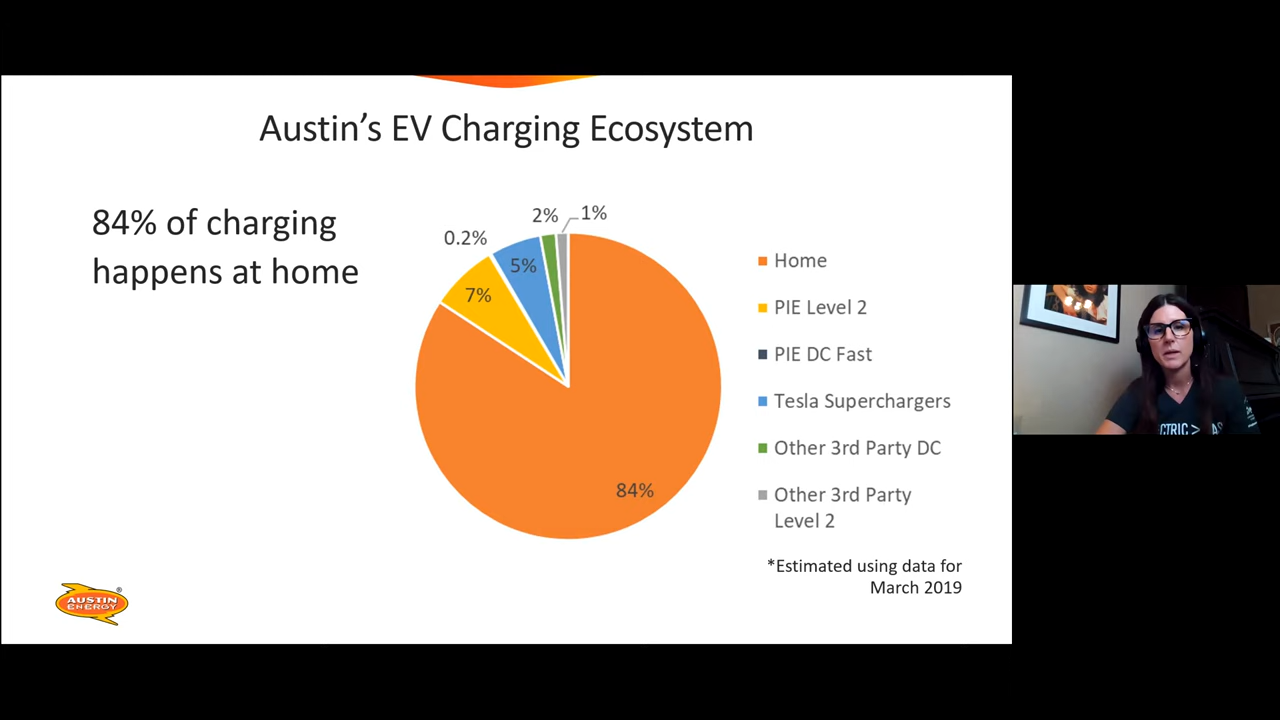 Austin’s EV Charging Ecosystem
84% of charging
happens at home
2%
1%
0.2%
5%
7%
84%
Home
PIE Level 2
PIE DC Fast
Tesla Superchargers
Other 3rd Party DC
Other 3rd Party
Level 2
*Estimated using data for
March 2019
AUSTIN
ENERGY
®